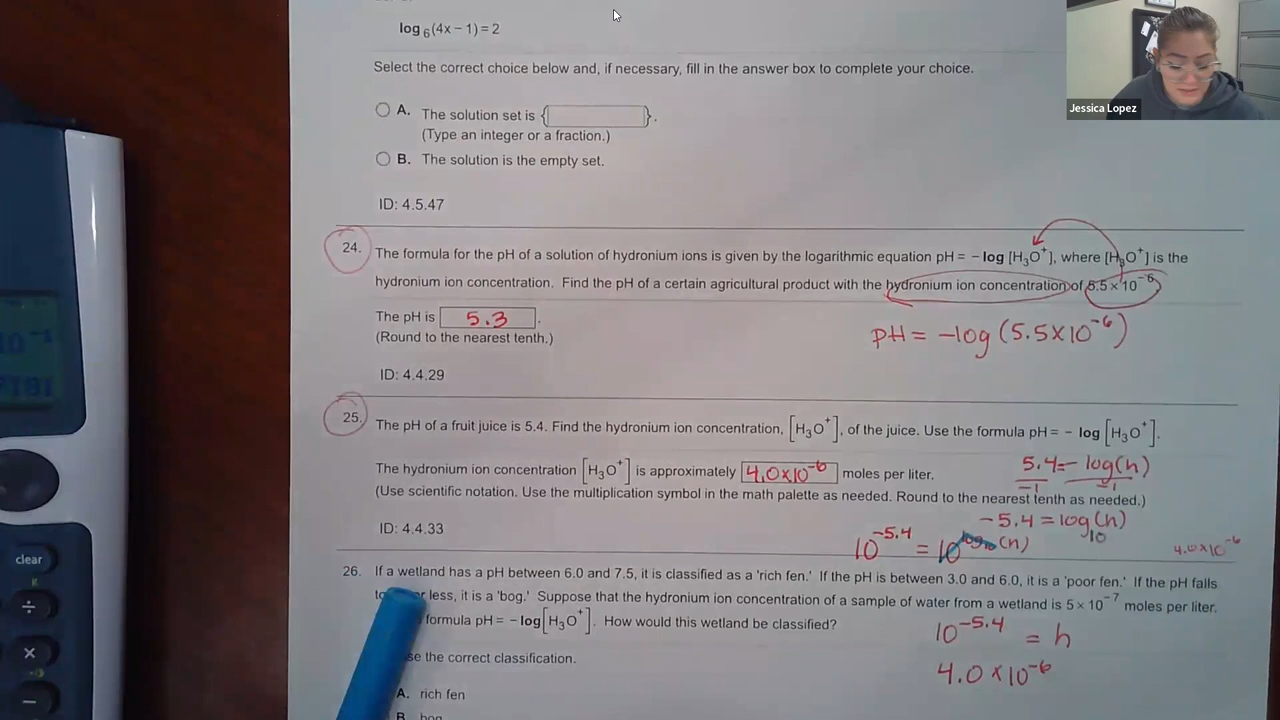 log₆(4x − 1) = 2
Select the correct choice below and, if necessary, fill in the answer box to complete your choice.
A. The solution set is { }.
(Type an integer or a fraction.)
B. The solution is the empty set.
ID: 4.5.47
24. The formula for the pH of a solution of hydronium ions is given by the logarithmic equation pH = − log [H₃O⁺], where [H₃O⁺] is the
hydronium ion concentration. Find the pH of a certain agricultural product with the hydronium ion concentration of 5.5 × 10⁻⁶
The pH is 5.3.
(Round to the nearest tenth.)
pH = −log (5.5×10⁻⁶)
ID: 4.4.29
25. The pH of a fruit juice is 5.4. Find the hydronium ion concentration, [H₃O⁺], of the juice. Use the formula pH = − log [H₃O⁺].
The hydronium ion concentration [H₃O⁺] is approximately 4.0×10⁻⁶ moles per liter.
(Use scientific notation. Use the multiplication symbol in the math palette as needed. Round to the nearest tenth as needed.)
5.4 = −log(h)
−1 −1
−5.4 = log₁₀(h)
ID: 4.4.33
10⁻⁵·⁴ = 10^log₁₀(h)
4.0×10⁻⁶
26. If a wetland has a pH between 6.0 and 7.5, it is classified as a 'rich fen.' If the pH is between 3.0 and 6.0, it is a 'poor fen.' If the pH falls
less, it is a 'bog.' Suppose that the hydronium ion concentration of a sample of water from a wetland is 5 × 10⁻⁷ moles per liter.
formula pH = − log[H₃O⁺]. How would this wetland be classified?
10⁻⁵·⁴ = h
the correct classification.
4.0 × 10⁻⁶
A. rich fen
B. bog
clear
÷
×
−
Jessica Lopez